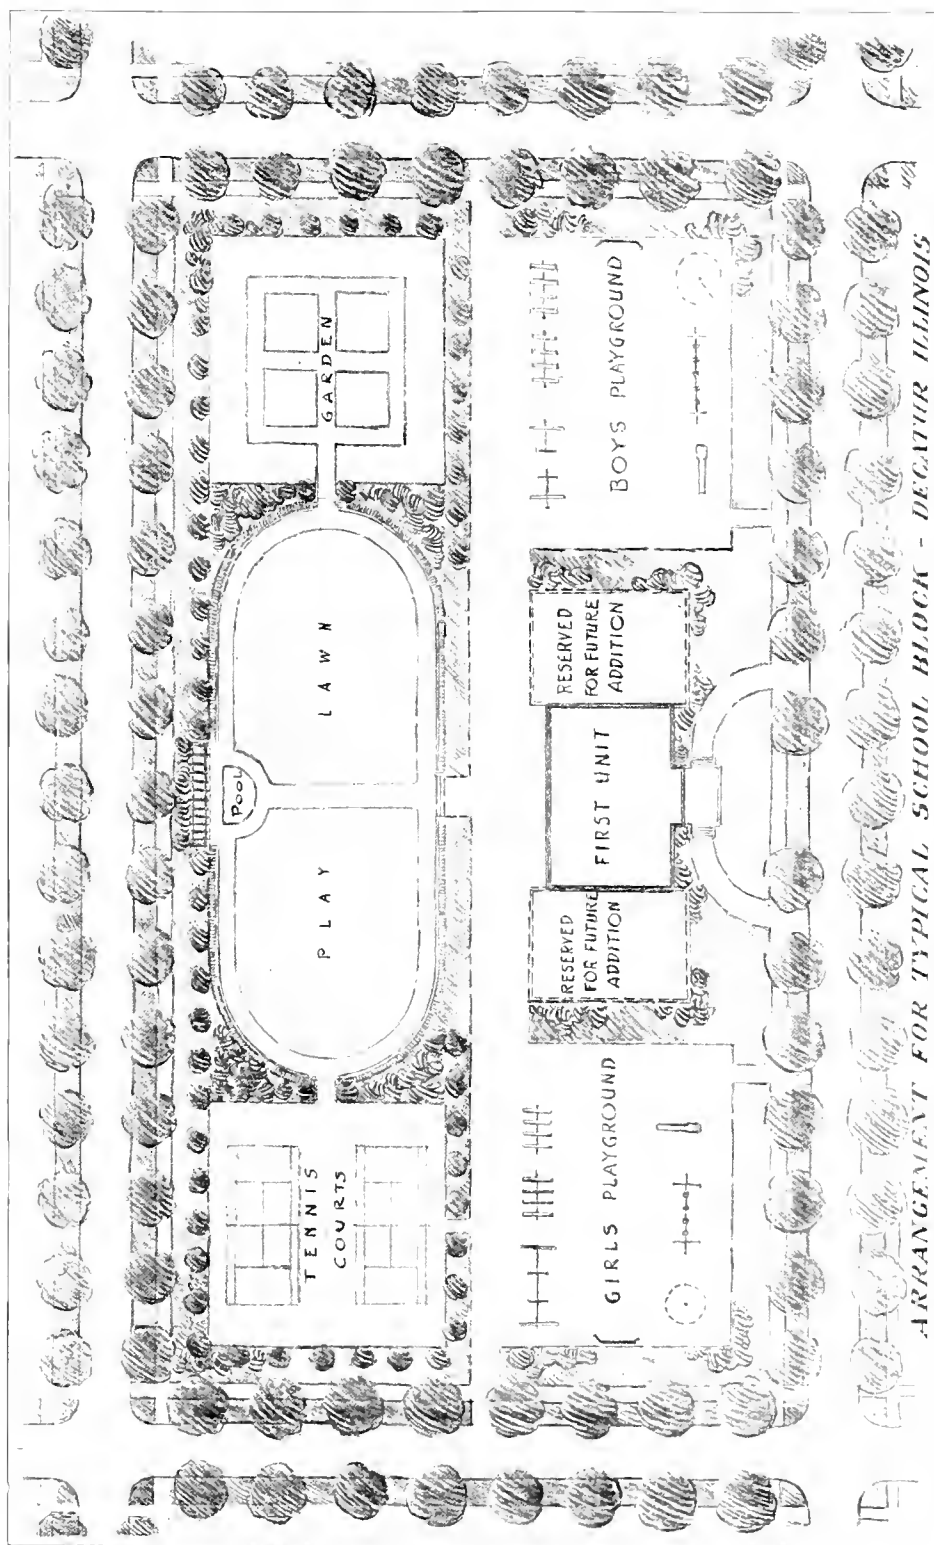 TENNIS
COURTS
PLAY LAWN
POOL
GARDEN
GIRLS PLAYGROUND
RESERVED
FOR FUTURE
ADDITION
FIRST UNIT
RESERVED
FOR FUTURE
ADDITION
BOYS PLAYGROUND
ARRANGEMENT FOR TYPICAL SCHOOL BLOCK - DECATUR ILLINOIS